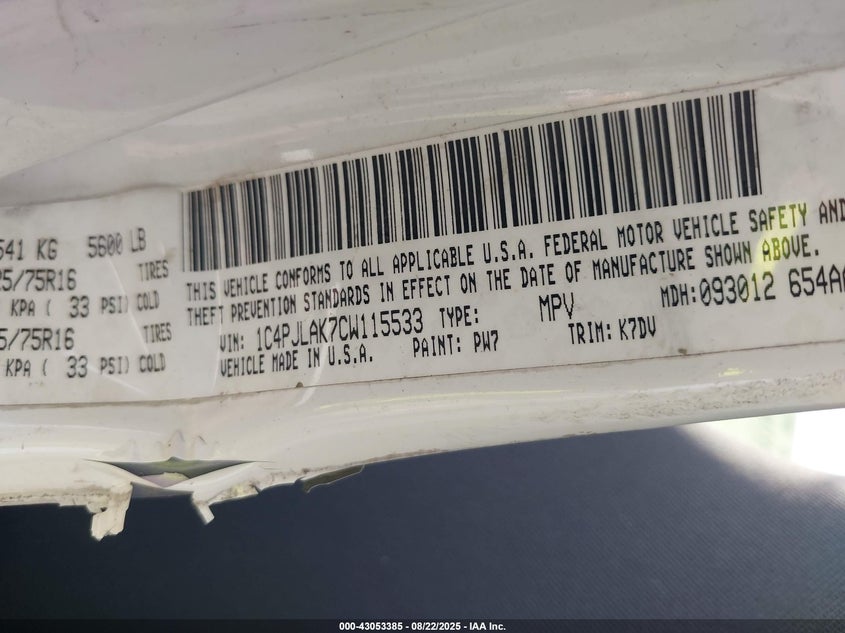 541 KG 5600 LB
25/75R16 TIRES
KPA ( 33 PSI) COLD
5/75R16 TIRES
KPA ( 33 PSI) COLD
THIS VEHICLE CONFORMS TO ALL APPLICABLE U.S.A. FEDERAL MOTOR VEHICLE SAFETY AND
THEFT PREVENTION STANDARDS IN EFFECT ON THE DATE OF MANUFACTURE SHOWN ABOVE.
VIN: 1C4PJLAK7CW115533 TYPE: MPV MDH:093012 654AA
VEHICLE MADE IN U.S.A. PAINT: PW7 TRIM: K7DV
000-43053385 - 08/22/2025 - IAA Inc.